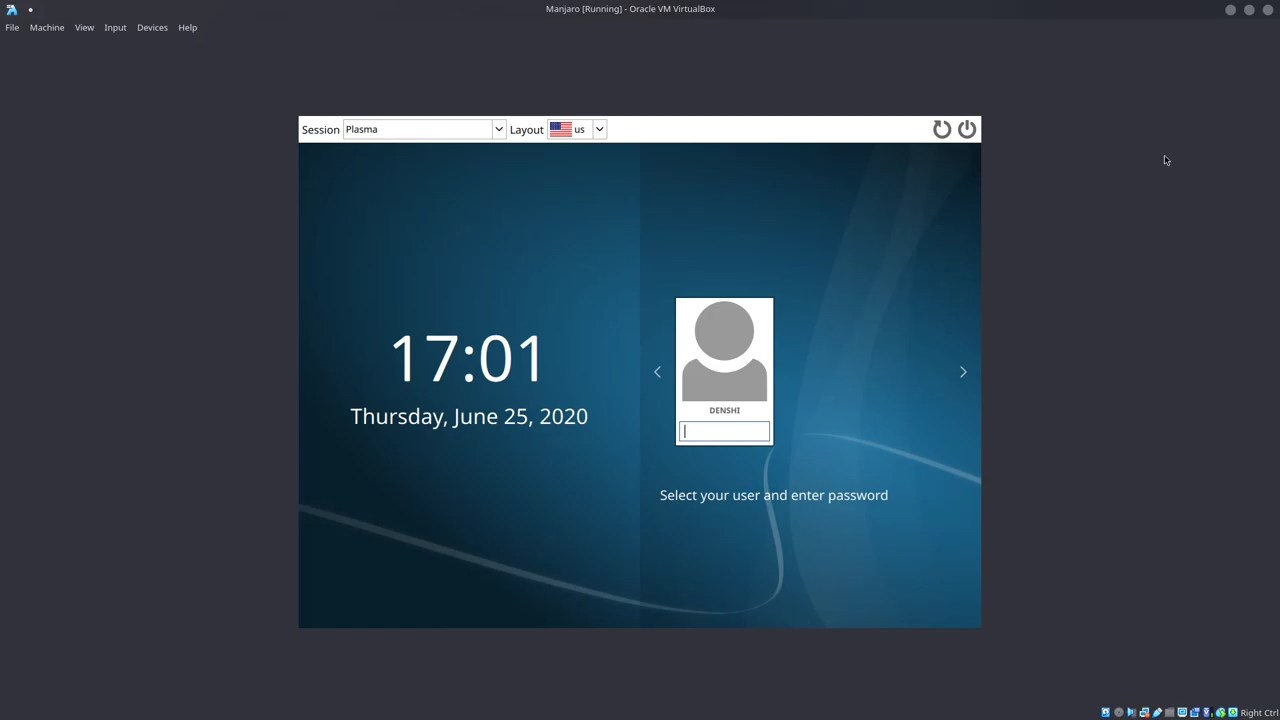 Manjaro [Running] - Oracle VM VirtualBox
File Machine View Input Devices Help
Session Plasma Layout us
17:01
Thursday, June 25, 2020
DENSHI
Select your user and enter password
Right Ctrl